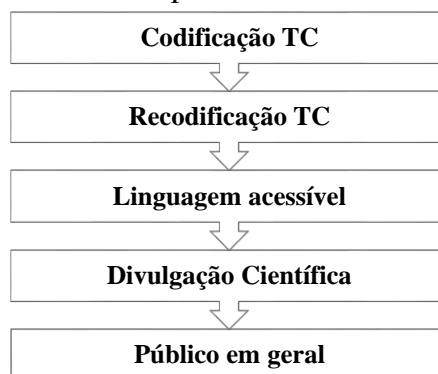 Codificação TC
Recodificação TC
Linguagem acessível
Divulgação Científica
Público em geral